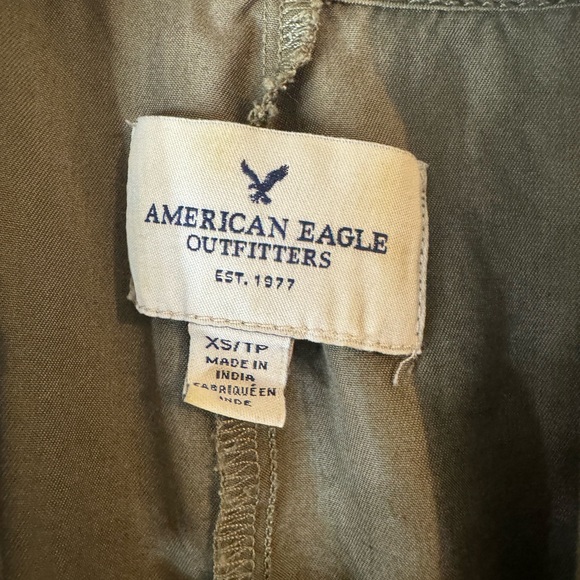 AMERICAN EAGLE
OUTFITTERS
EST. 1977
XS/TP
MADE IN
INDIA
FABRIQUÉ EN
INDE